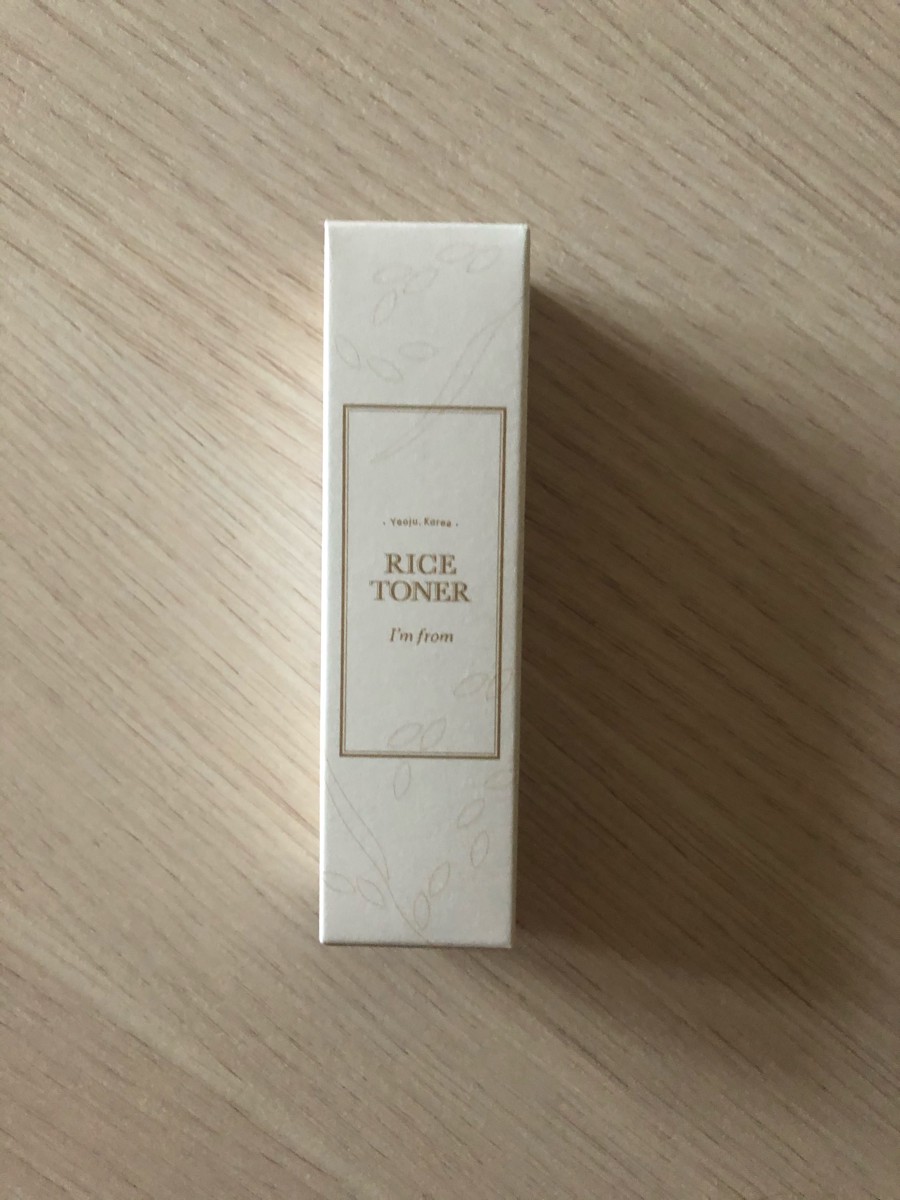 · Yeoju, Korea ·
RICE
TONER
I'm from